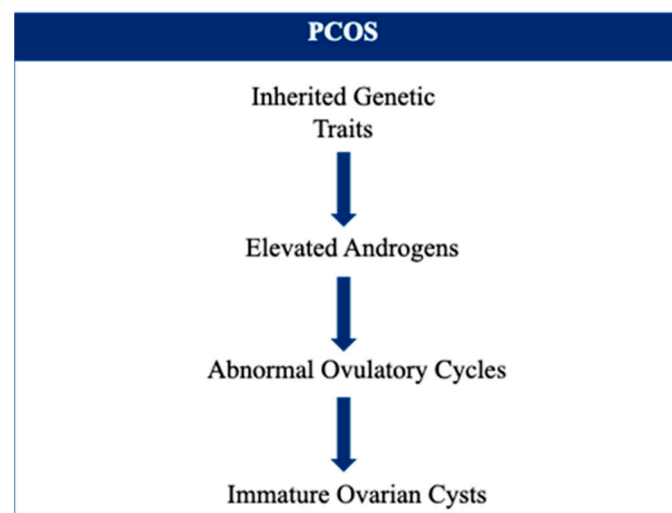 PCOS
Inherited Genetic
Traits
Elevated Androgens
Abnormal Ovulatory Cycles
Immature Ovarian Cysts